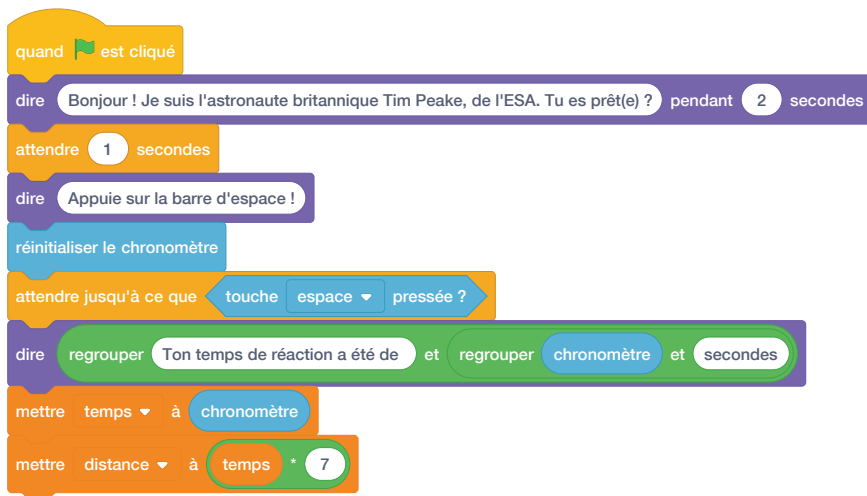 quand est cliqué
dire Bonjour ! Je suis l'astronaute britannique Tim Peake, de l'ESA. Tu es prêt(e) ? pendant 2 secondes
attendre 1 secondes
dire Appuie sur la barre d'espace !
réinitialiser le chronomètre
attendre jusqu'à ce que touche espace pressée ?
dire regrouper Ton temps de réaction a été de et regrouper chronomètre et secondes
mettre temps à chronomètre
mettre distance à temps * 7